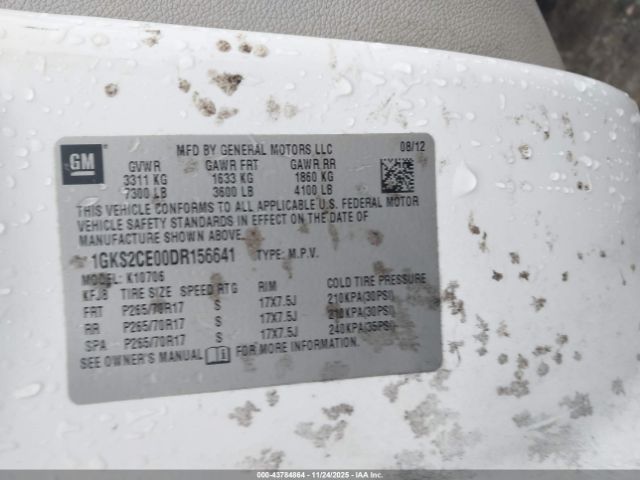 GM
MFD BY GENERAL MOTORS LLC 08/12
GVWR GAWR FRT GAWR RR
3311 KG 1633 KG 1860 KG
7300 LB 3600 LB 4100 LB
THIS VEHICLE CONFORMS TO ALL APPLICABLE U.S. FEDERAL MOTOR
VEHICLE SAFETY STANDARDS IN EFFECT ON THE DATE OF
MANUFACTURE SHOWN ABOVE.
1GKS2CE00DR156641 TYPE: M.P.V.
MODEL: K10706
KFJ8 TIRE SIZE SPEED RTG RIM COLD TIRE PRESSURE
FRT P265/70R17 S 17X7.5J 210KPA(30PSI)
RR P265/70R17 S 17X7.5J 210KPA(30PSI)
SPA P265/70R17 S 17X7.5J 240KPA(35PSI)
SEE OWNER'S MANUAL FOR MORE INFORMATION.
000-43784864 - 11/24/2025 - IAAI.com